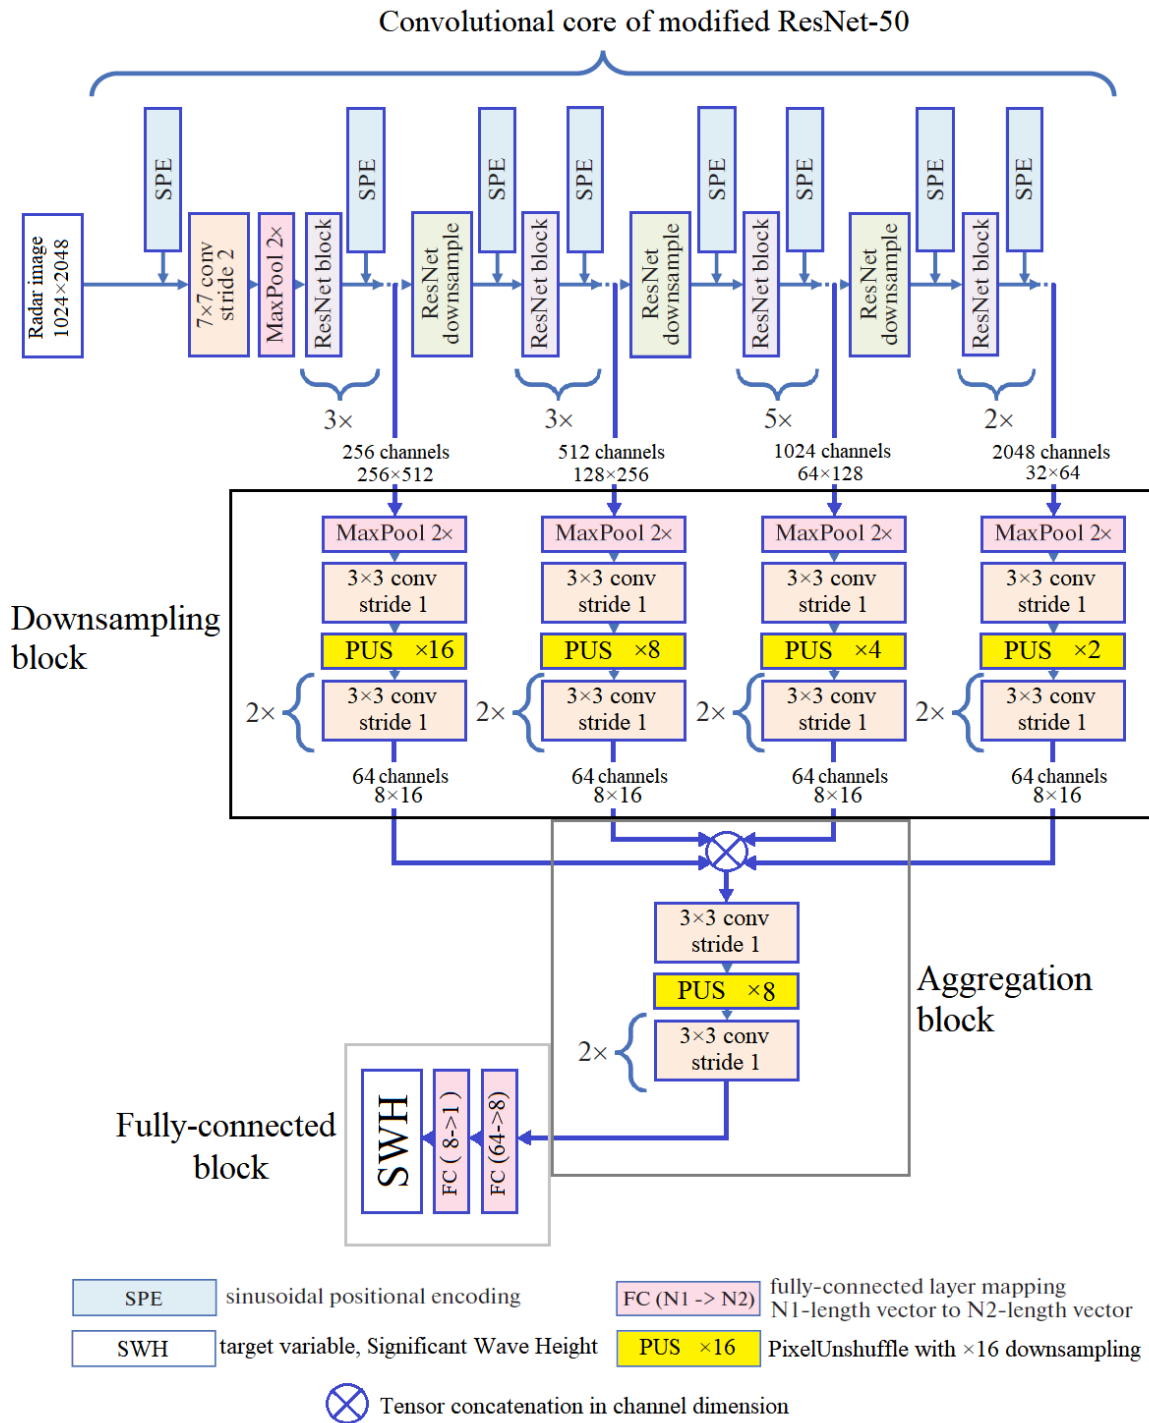 Convolutional core of modified ResNet-50
SPE
SPE
SPE
SPE
SPE
SPE
SPE
SPE
Radar image
1024×2048
7×7 conv
stride 2
MaxPool 2×
ResNet block
ResNet
downsample
ResNet block
ResNet
downsample
ResNet block
ResNet
downsample
ResNet block
3×
3×
5×
2×
256 channels
256×512
512 channels
128×256
1024 channels
64×128
2048 channels
32×64
Downsampling
block
MaxPool 2×
MaxPool 2×
MaxPool 2×
MaxPool 2×
3×3 conv
stride 1
3×3 conv
stride 1
3×3 conv
stride 1
3×3 conv
stride 1
PUS ×16
PUS ×8
PUS ×4
PUS ×2
2×
3×3 conv
stride 1
2×
3×3 conv
stride 1
2×
3×3 conv
stride 1
2×
3×3 conv
stride 1
64 channels
8×16
64 channels
8×16
64 channels
8×16
64 channels
8×16
3×3 conv
stride 1
PUS ×8
2×
3×3 conv
stride 1
Aggregation
block
Fully-connected
block
SWH
FC ( 8->1 )
FC (64->8)
SPE
sinusoidal positional encoding
FC (N1 -> N2)
fully-connected layer mapping
N1-length vector to N2-length vector
SWH
target variable, Significant Wave Height
PUS ×16
PixelUnshuffle with ×16 downsampling
Tensor concatenation in channel dimension